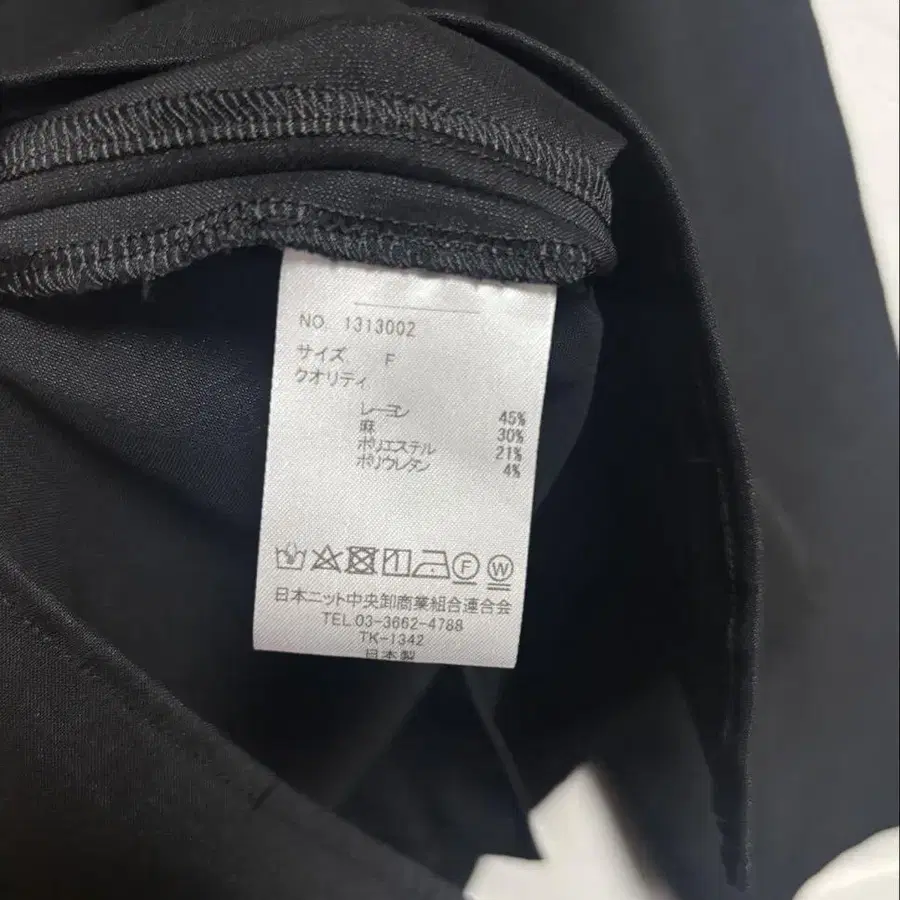 NO. 1313002
サイズ F
クオリティ
レーヨン 45%
麻 30%
ポリエステル 21%
ポリウレタン 4%
F W
日本ニット中央卸商業組合連合会
TEL.03-3662-4788
TK-1342
日本製